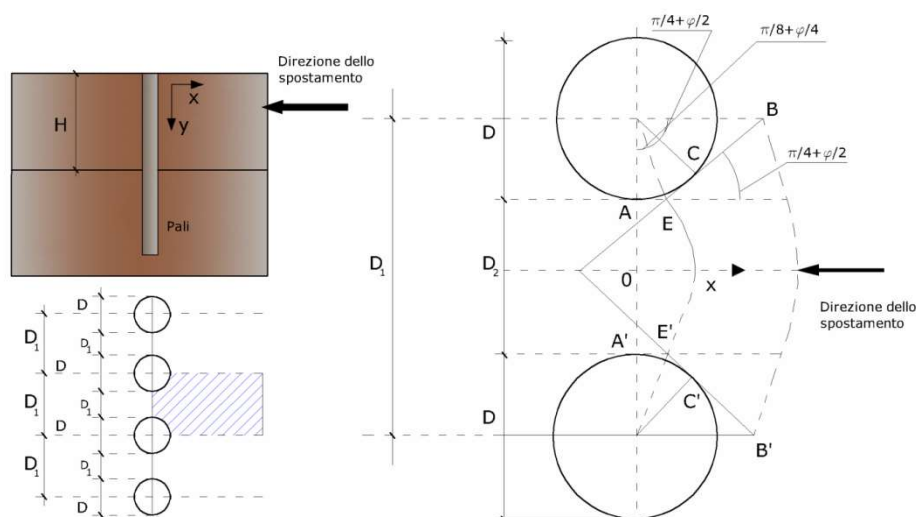 Direzione dello
spostamento
x
y
H
Pali
D
D
D
D
D
D₁
D₁
D₁
D₁
D₁
D₁
π/4+φ/2
π/8+φ/4
B
D
C
π/4+φ/2
A
E
D₁
D₂
0
x
Direzione dello
spostamento
A'
E'
C'
D
B'